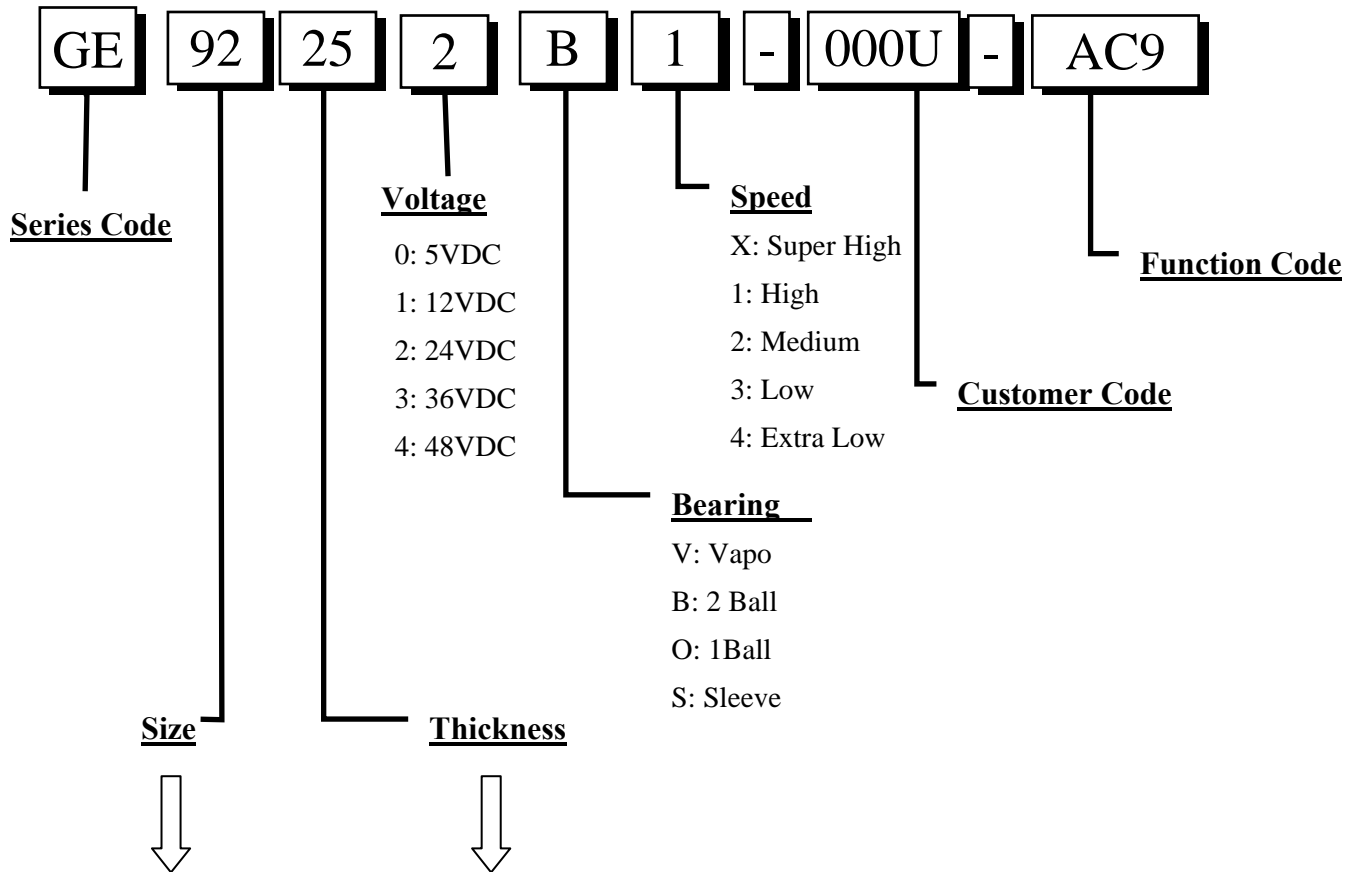 GE 92 25 2 B 1 - 000U - AC9
Series Code
Voltage
0: 5VDC
1: 12VDC
2: 24VDC
3: 36VDC
4: 48VDC
Speed
X: Super High
1: High
2: Medium
3: Low
4: Extra Low
Function Code
Customer Code
Bearing
V: Vapo
B: 2 Ball
O: 1Ball
S: Sleeve
Size
Thickness